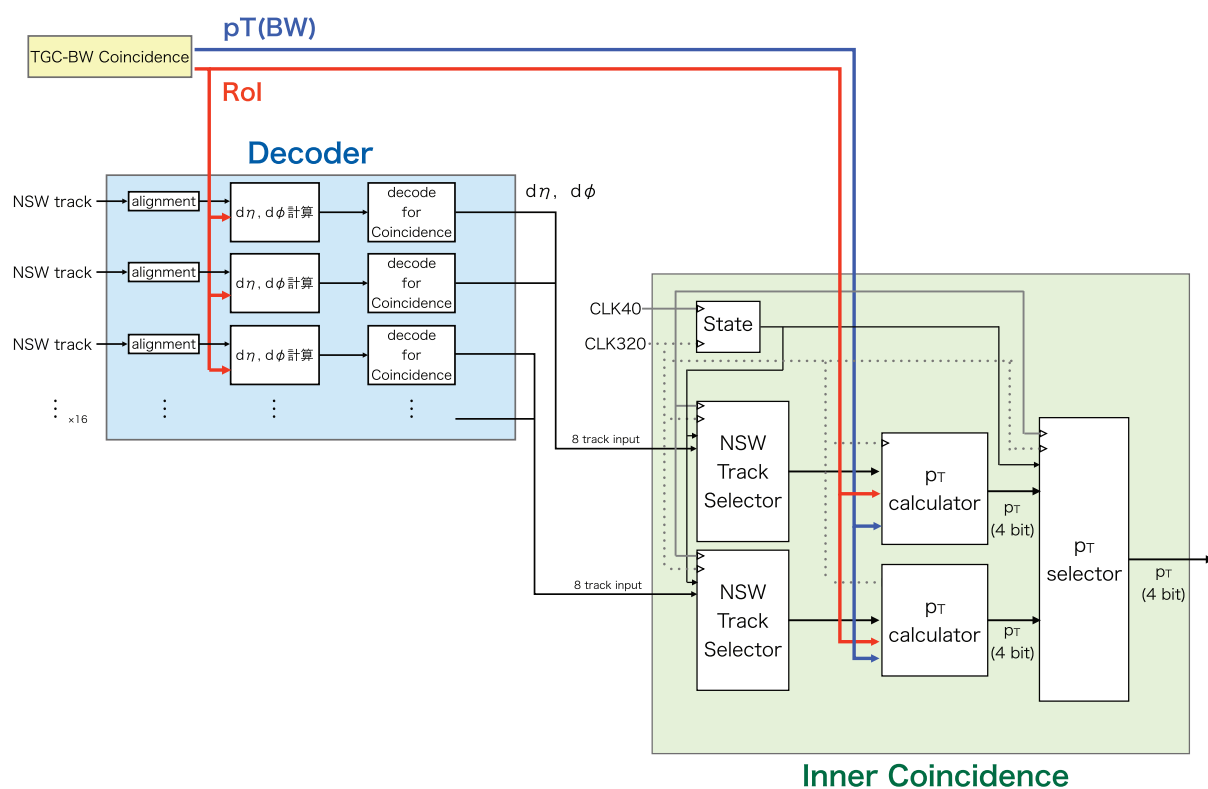 pT(BW)
TGC-BW Coincidence
RoI
Decoder
NSW track
alignment
dη, dφ計算
decode
for
Coincidence
dη, dφ
NSW track
alignment
dη, dφ計算
decode
for
Coincidence
NSW track
alignment
dη, dφ計算
decode
for
Coincidence
⋮ ×16
⋮
⋮
⋮
8 track input
8 track input
CLK40
CLK320
State
NSW
Track
Selector
pT
calculator
pT
(4 bit)
NSW
Track
Selector
pT
calculator
pT
(4 bit)
pT
selector
pT
(4 bit)
Inner Coincidence